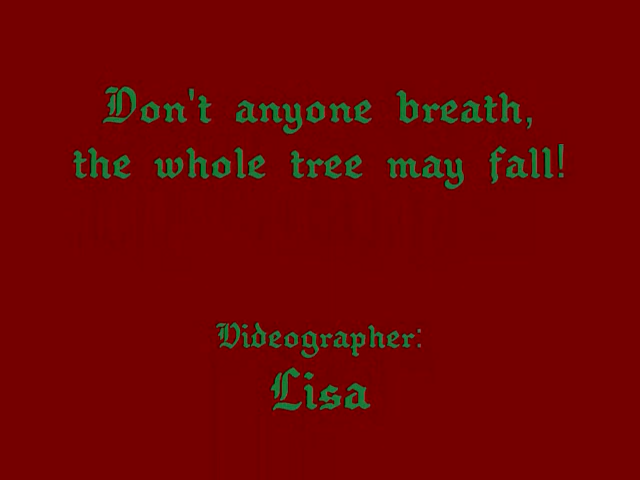 Don't anyone breath,
the whole tree may fall!
Videographer:
Lisa